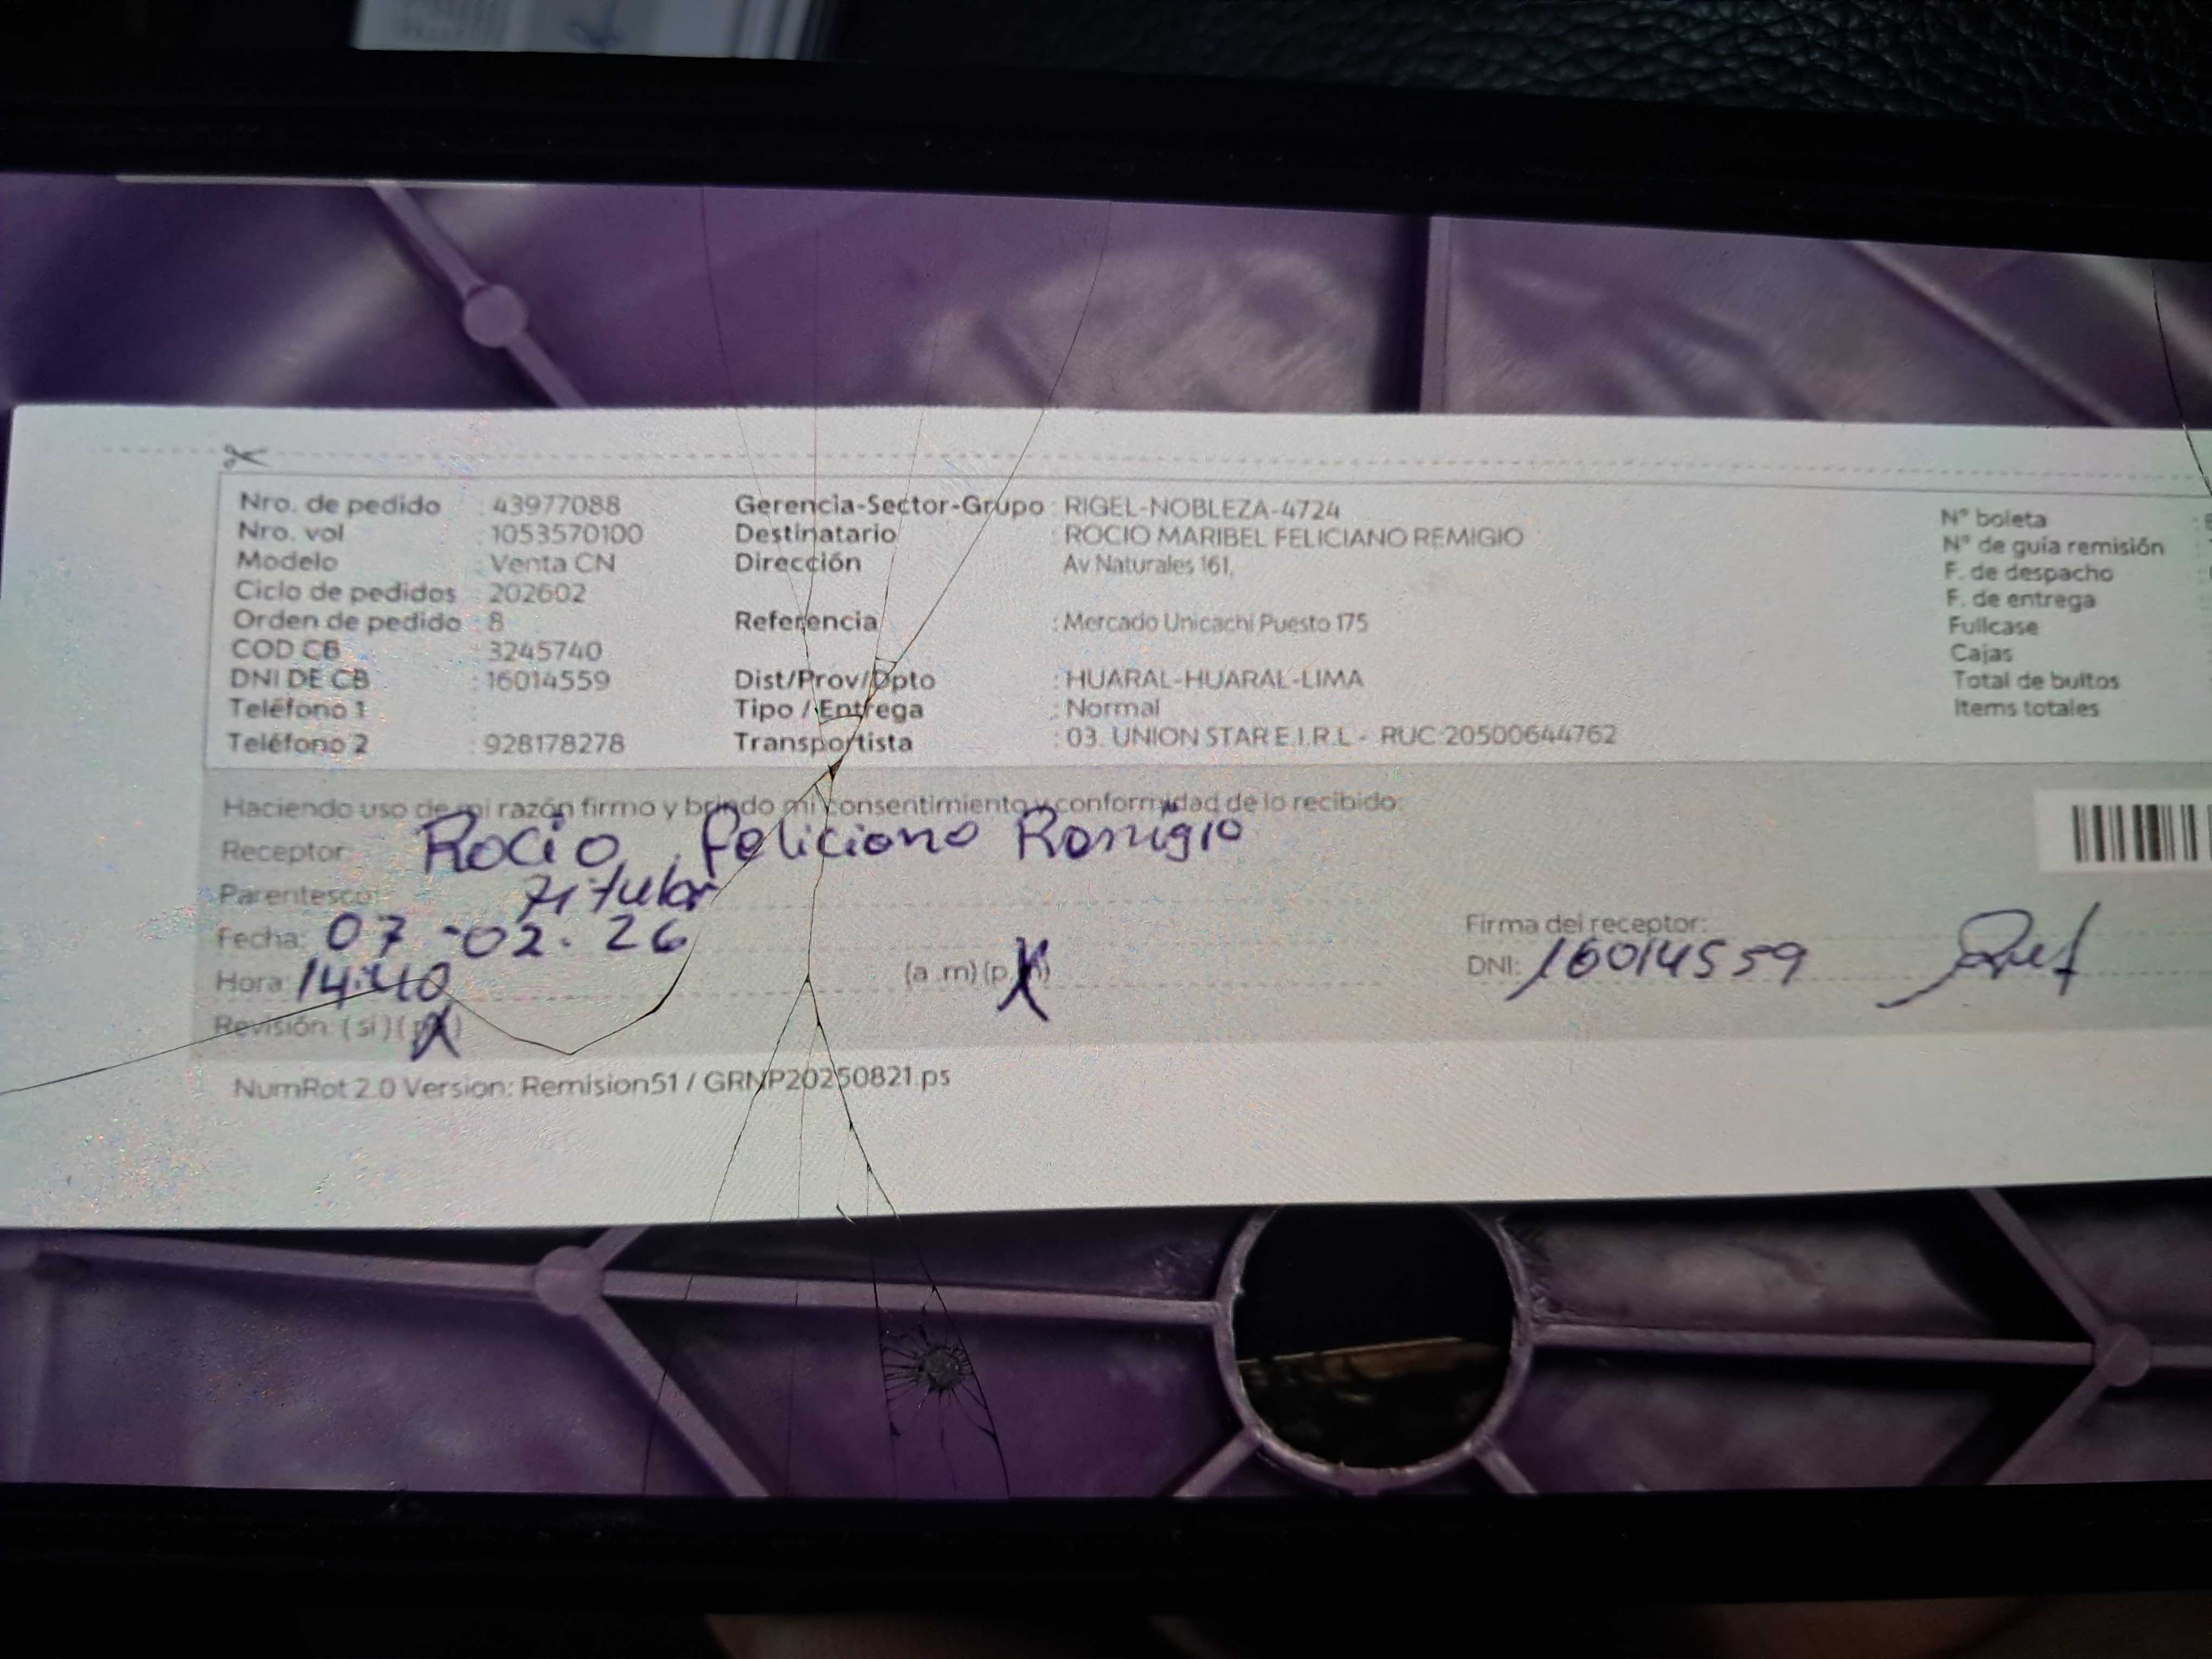 Nro. de pedido : 43977088 Gerencia-Sector-Grupo : RIGEL-NOBLEZA-4724 N° boleta
Nro. vol : 1053570100 Destinatario : ROCIO MARIBEL FELICIANO REMIGIO N° de guía remisión
Modelo : Venta CN Dirección Av Naturales 161, F. de despacho
Ciclo de pedidos : 202602 F. de entrega
Orden de pedido : 8 Referencia : Mercado Unicachi Puesto 175 Fullcase
COD CB : 3245740 Cajas
DNI DE CB : 16014559 Dist/Prov/Dpto : HUARAL-HUARAL-LIMA Total de bultos
Teléfono 1 : Tipo / Entrega : Normal Items totales
Teléfono 2 : 928178278 Transportista : 03. UNION STAR E.I.R.L - RUC:20500644762
Haciendo uso de mi razón firmo y brindo mi consentimiento y conformidad de lo recibido:
Receptor: Rocio Feliciano Remigio
Parentesco: Titular
Fecha: 07-02.26 Firma del receptor:
Hora: 14:40 (a.m) (p.m) DNI: 16014559
Revisión: (si) (no)
NumRot 2.0 Version: Remision51 / GRNP20250821.ps